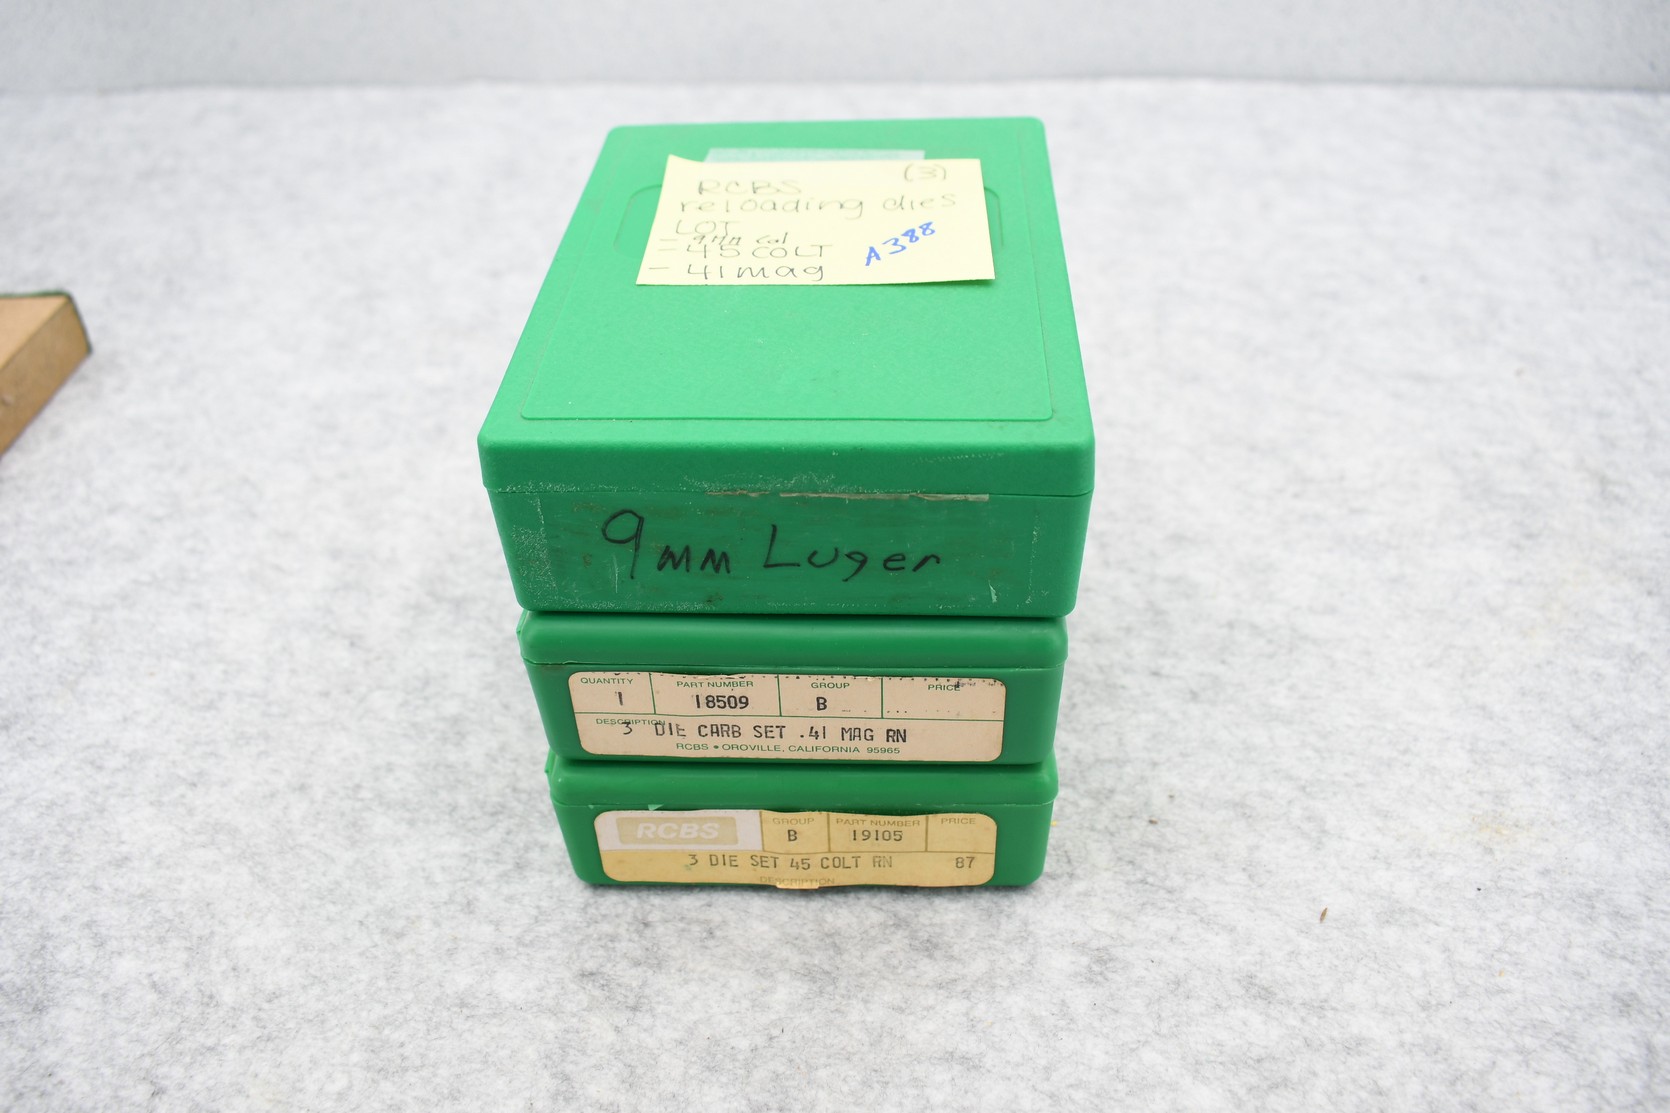 (3)
RCBS
reloading dies
LOT
- 9MM Cal
- 45 COLT
- 41 mag
A388
9mm Luger
QUANTITY PART NUMBER GROUP PRICE
1 18509 B
DESCRIPTION
3 DIE CARB SET .41 MAG RN
RCBS • OROVILLE, CALIFORNIA 95965
RCBS GROUP PART NUMBER PRICE
B 19105
3 DIE SET 45 COLT RN 87
DESCRIPTION